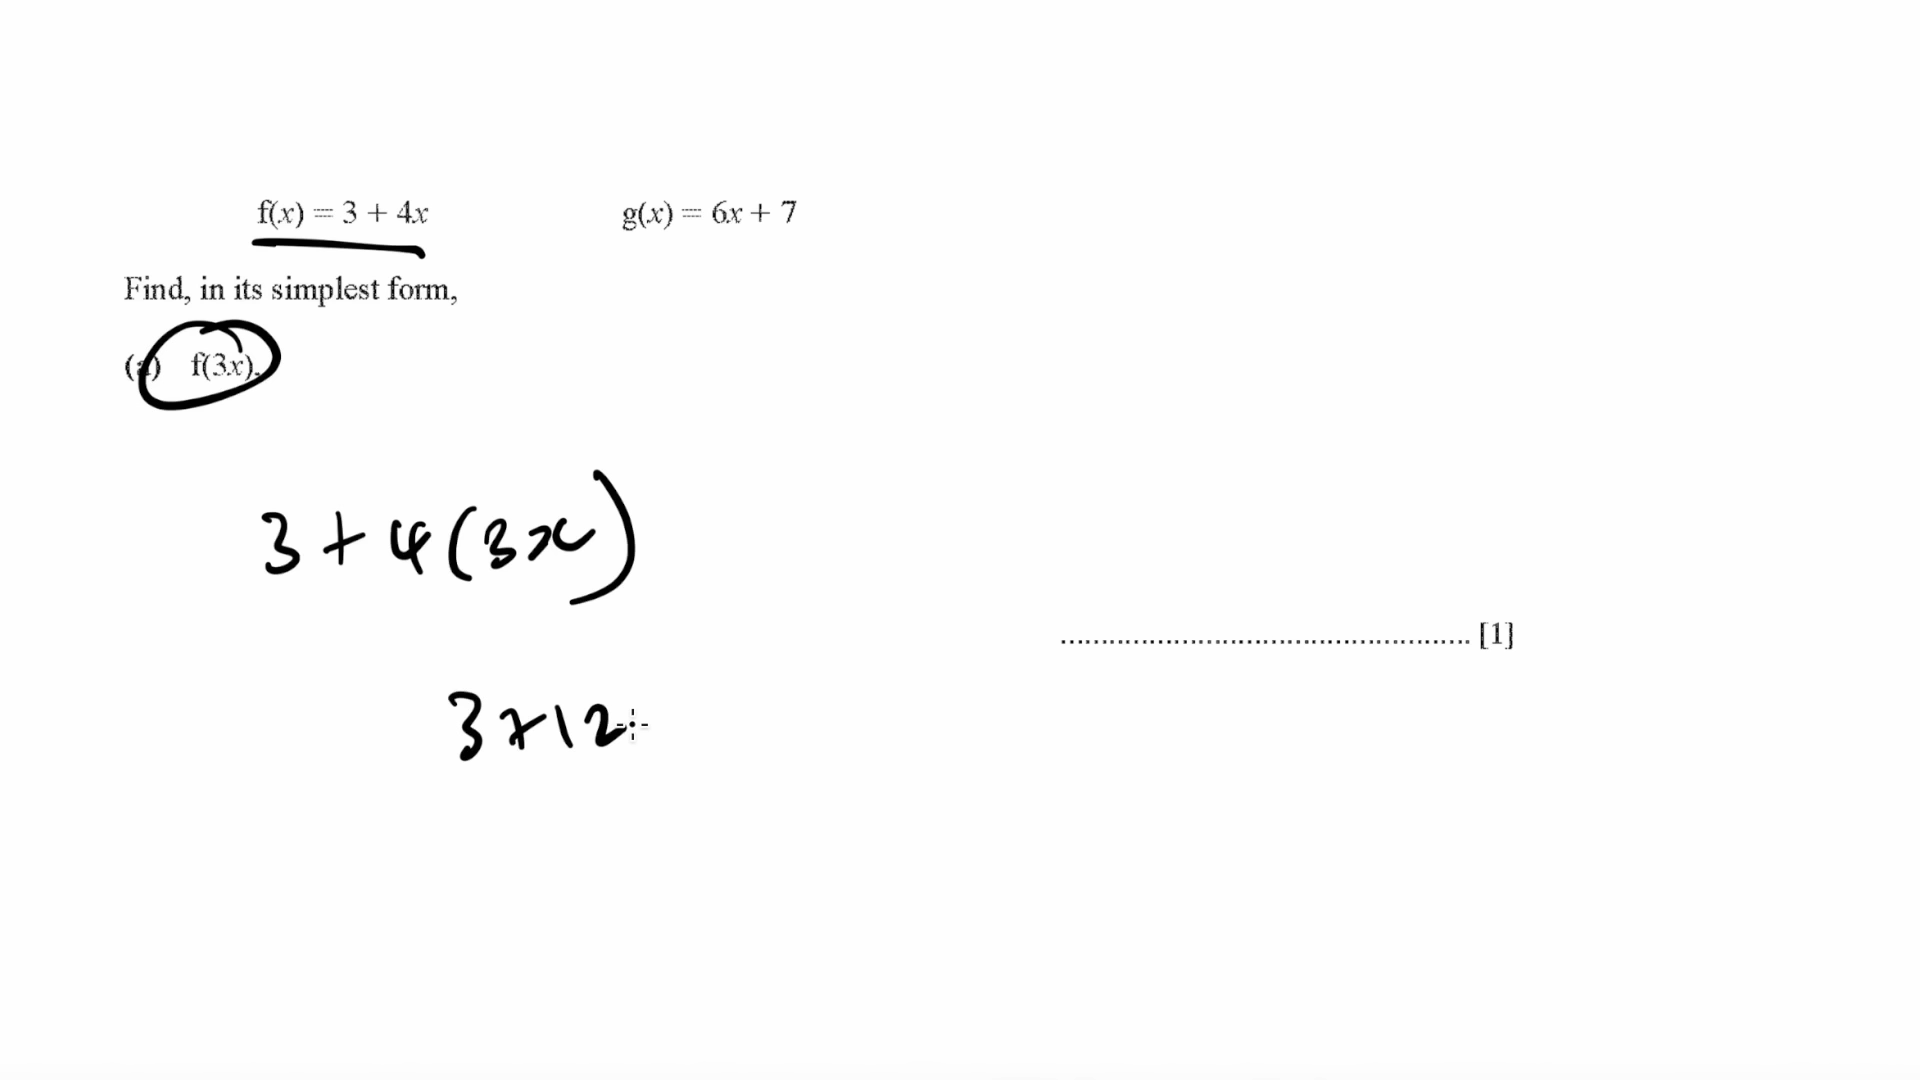 f(x) = 3 + 4x g(x) = 6x + 7
Find, in its simplest form,
(a) f(3x).
3 + 4 (3x)
.................................................. [1]
3 + 12